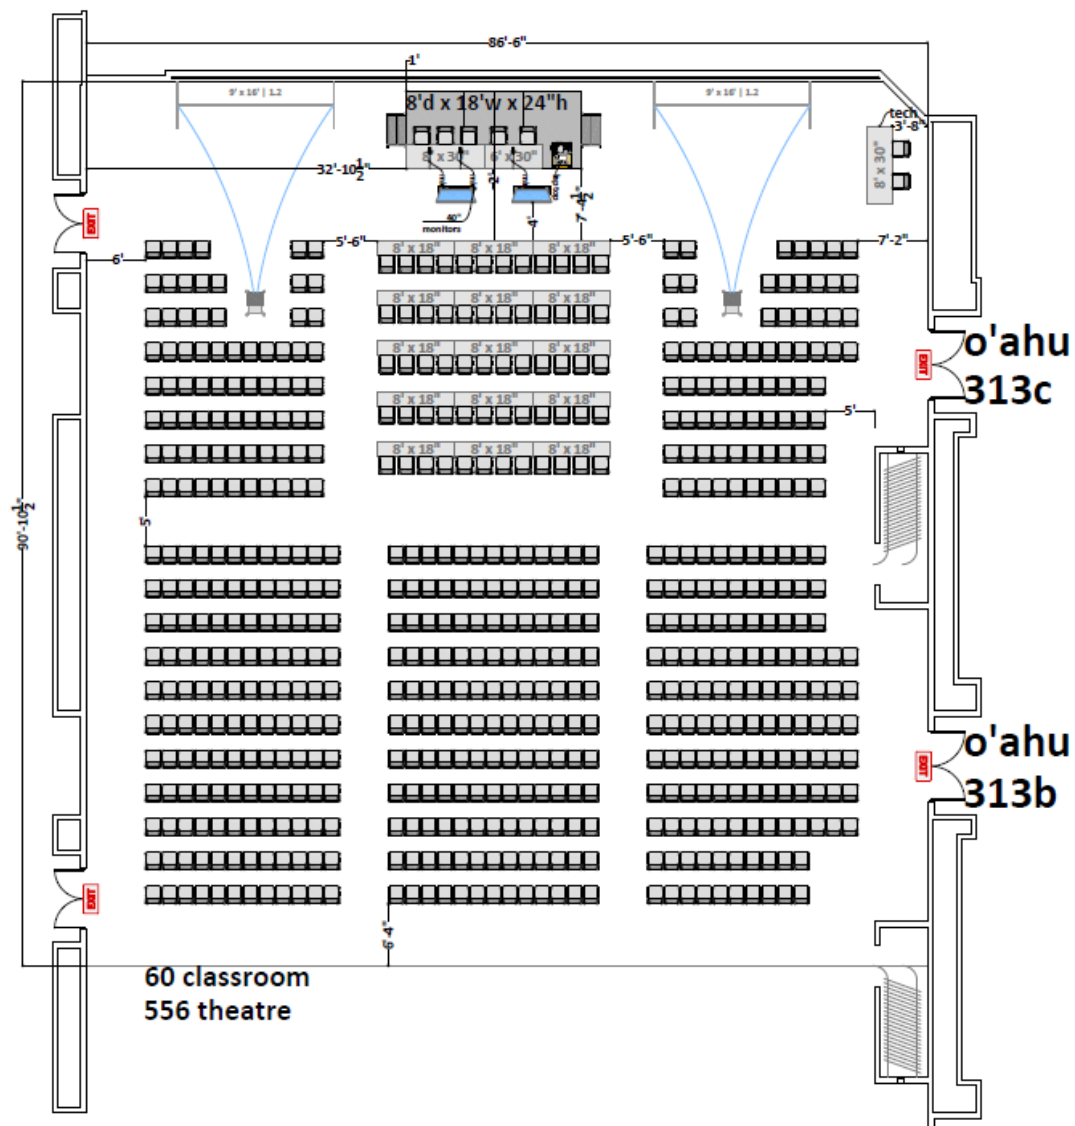 86'-6"
1'
9' x 16' | 1.2
8'd x 18'w x 24"h
9' x 16' | 1.2
tech
3'-8"
8' x 30"
6' x 30"
8' x 30"
32'-10 1/2"
2'
7'-4 1/2"
40"
monitors
4'
EXIT
6'
5'-6"
8' x 18" 8' x 18" 8' x 18"
5'-6"
7'-2"
8' x 18" 8' x 18" 8' x 18"
8' x 18" 8' x 18" 8' x 18"
o'ahu
313c
EXIT
8' x 18" 8' x 18" 8' x 18"
5'
8' x 18" 8' x 18" 8' x 18"
90'-10 1/2"
5'
o'ahu
313b
EXIT
EXIT
6'-4"
60 classroom
556 theatre